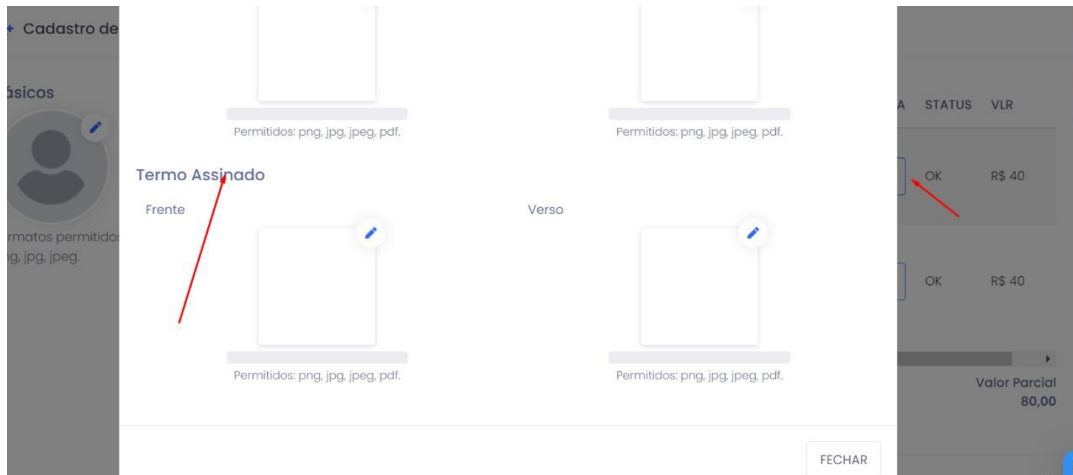 Cadastro de
ásicos
A STATUS VLR
Permitidos: png, jpg, jpeg, pdf. Permitidos: png, jpg, jpeg, pdf.
Termo Assinado
OK R$ 40
Frente Verso
rmatos permitidos
ng, jpg, jpeg.
OK R$ 40
Permitidos: png, jpg, jpeg, pdf. Permitidos: png, jpg, jpeg, pdf.
Valor Parcial
80,00
FECHAR